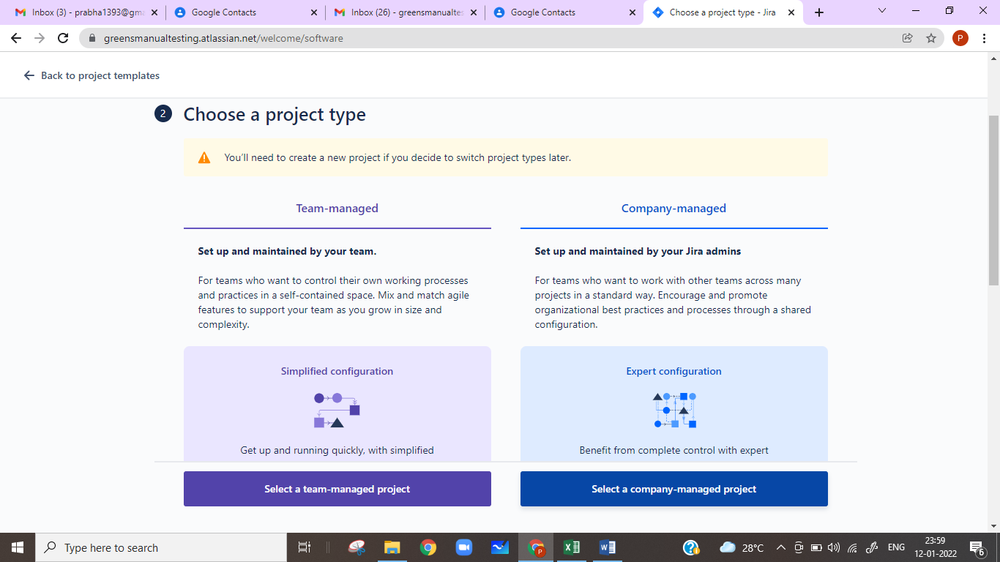 Inbox (3) - prabha1393@gma
Google Contacts
Inbox (26) - greensmanualtes
Google Contacts
Choose a project type - Jira
greensmanualtesting.atlassian.net/welcome/software
P
Back to project templates
2 Choose a project type
You'll need to create a new project if you decide to switch project types later.
Team-managed
Set up and maintained by your team.
For teams who want to control their own working processes
and practices in a self-contained space. Mix and match agile
features to support your team as you grow in size and
complexity.
Simplified configuration
Get up and running quickly, with simplified
Select a team-managed project
Company-managed
Set up and maintained by your Jira admins
For teams who want to work with other teams across many
projects in a standard way. Encourage and promote
organizational best practices and processes through a shared
configuration.
Expert configuration
Benefit from complete control with expert
Select a company-managed project
Type here to search
P
28°C
ENG
23:59
12-01-2022
6